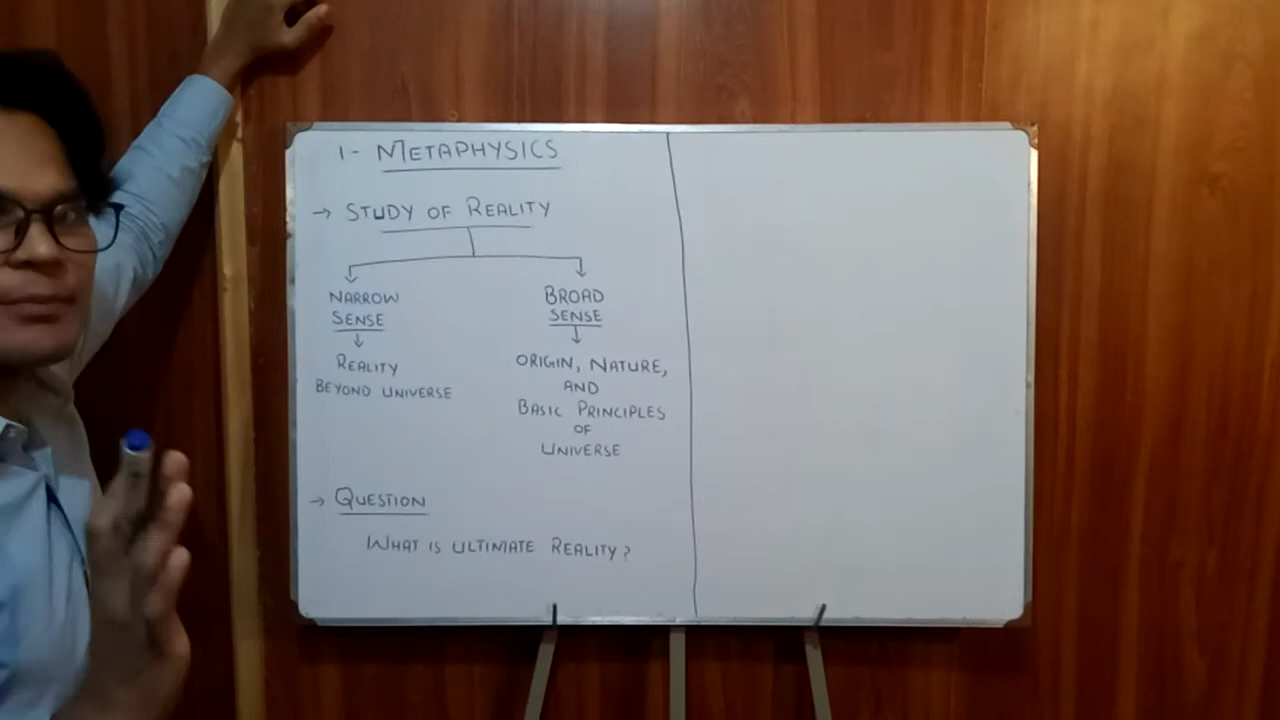 1- METAPHYSICS
→ STUDY OF REALITY
NARROW
SENSE
REALITY
BEYOND UNIVERSE
BROAD
SENSE
ORIGIN, NATURE,
AND
BASIC PRINCIPLES
OF
UNIVERSE
→ QUESTION
WHAT IS ULTIMATE REALITY?